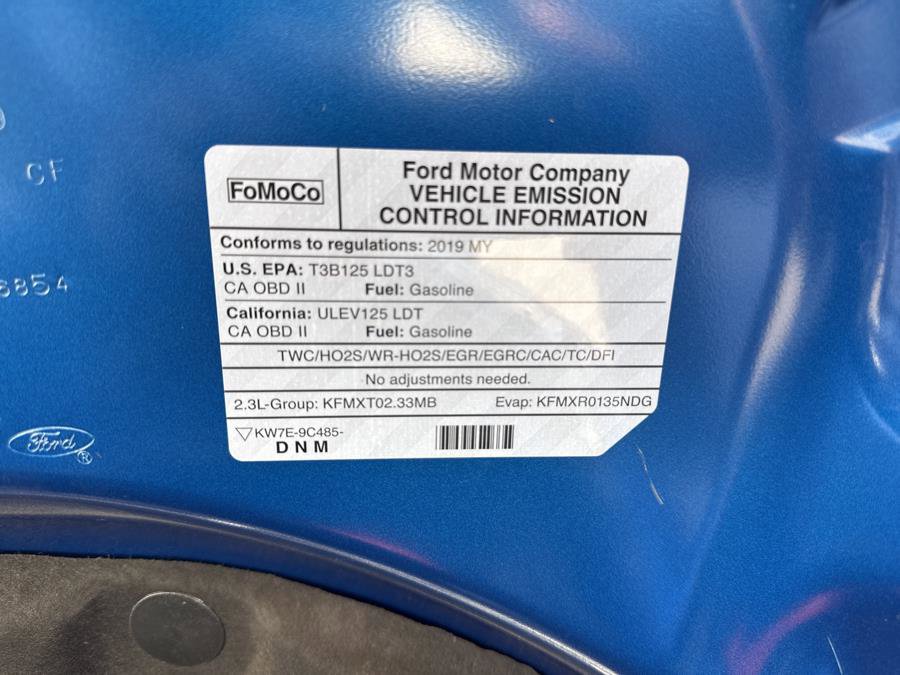 CF
FoMoCo
Ford Motor Company
VEHICLE EMISSION
CONTROL INFORMATION
Conforms to regulations: 2019 MY
U.S. EPA: T3B125 LDT3
CA OBD II Fuel: Gasoline
California: ULEV125 LDT
CA OBD II Fuel: Gasoline
TWC/HO2S/WR-HO2S/EGR/EGRC/CAC/TC/DFI
No adjustments needed.
2.3L-Group: KFMXT02.33MB Evap: KFMXR0135NDG
KW7E-9C485-
DNM
Ford ®